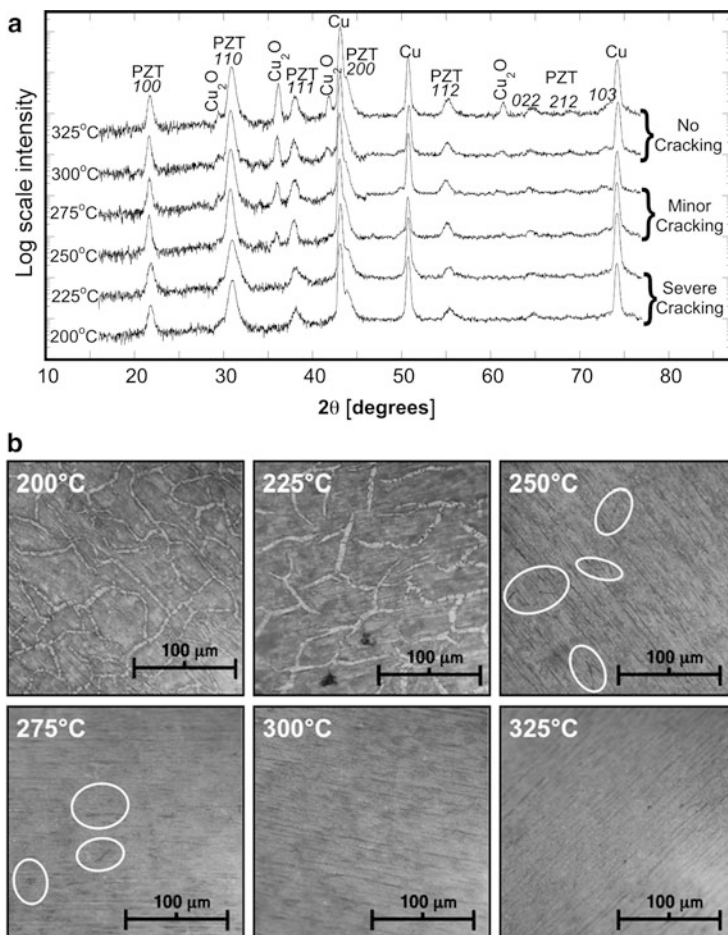 a
Cu
PZT
110
Cu₂O
PZT
100
Cu₂O
PZT
111
Cu₂O
PZT
200
Cu
PZT
112
Cu₂O
PZT
022 212 103
Cu
Log scale intensity
325°C
300°C
275°C
250°C
225°C
200°C
No
Cracking
Minor
Cracking
Severe
Cracking
10 20 30 40 50 60 70 80
2θ [degrees]
b
200°C
100 μm
225°C
100 μm
250°C
100 μm
275°C
100 μm
300°C
100 μm
325°C
100 μm